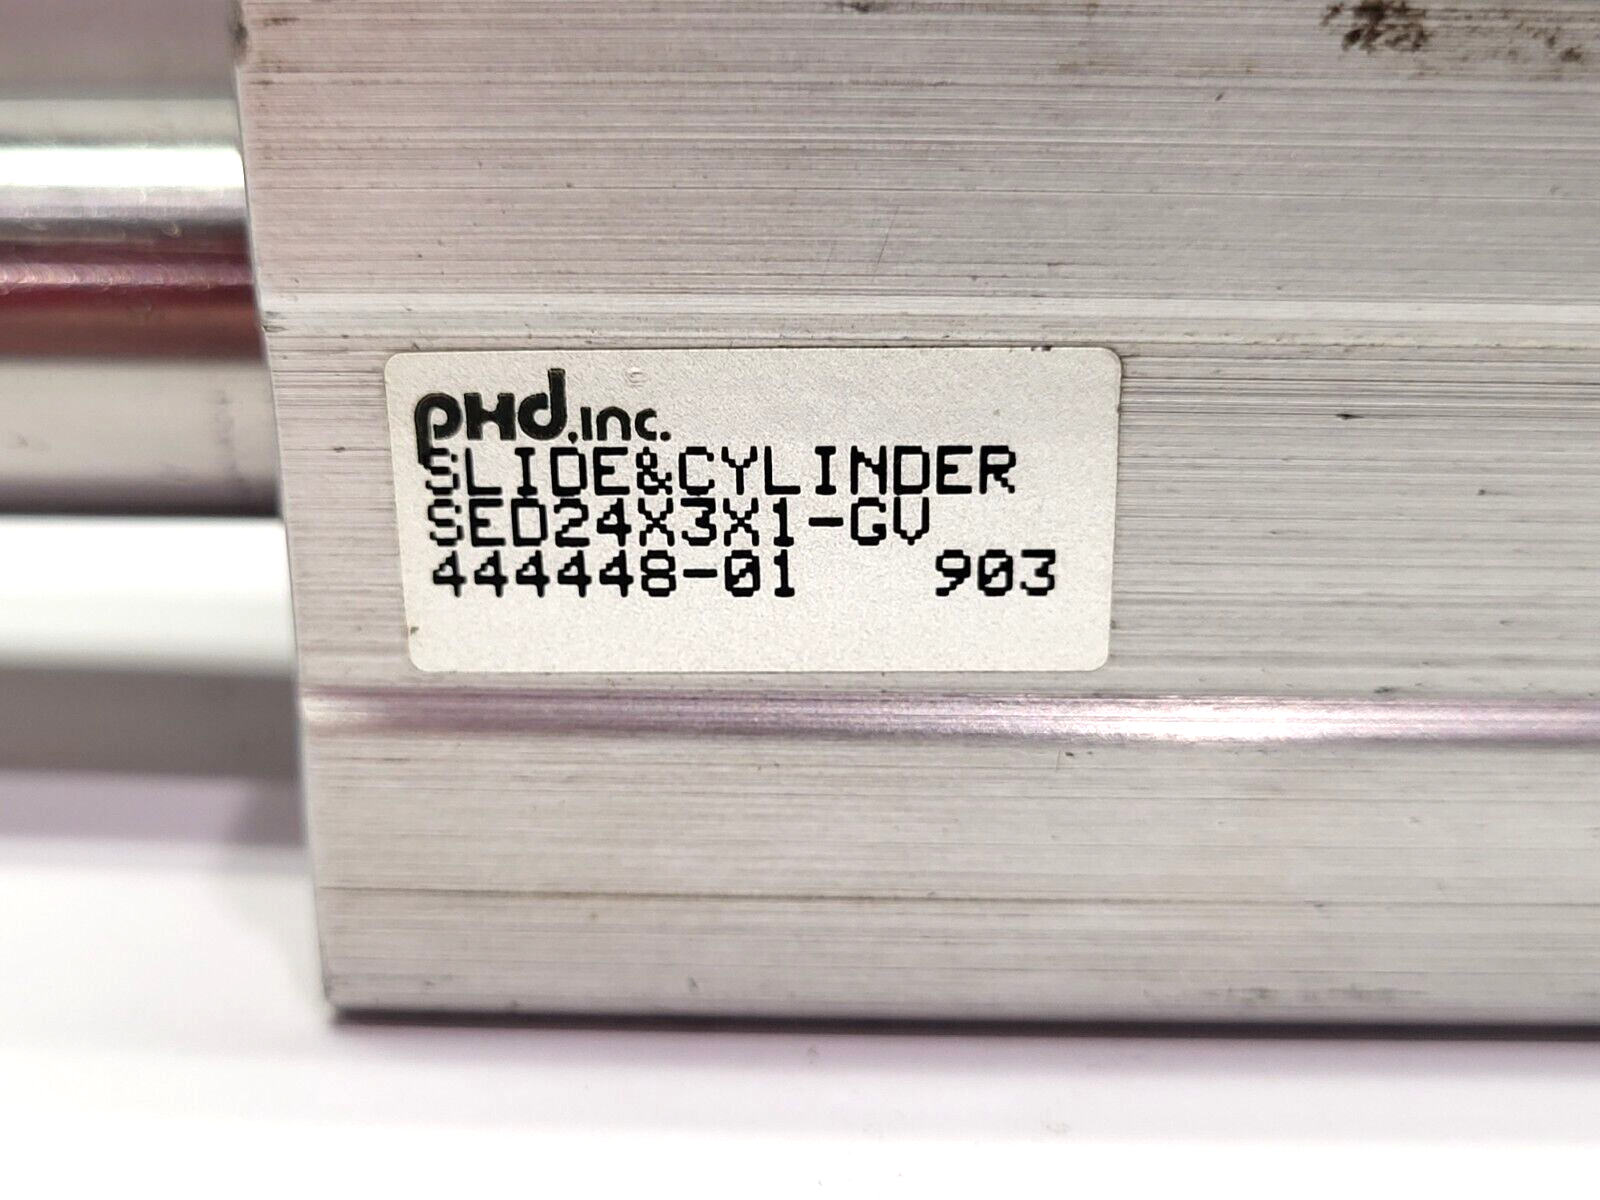 PHD, inc.
SLIDE&CYLINDER
SED24X3X1-GV
444448-01 903